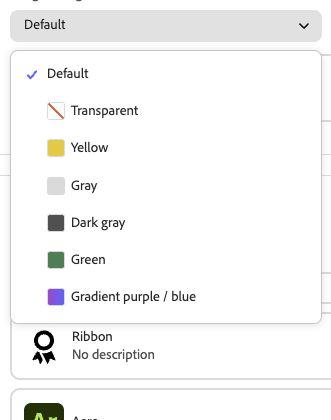 Default
Default
Transparent
Yellow
Gray
Dark gray
Green
Gradient purple / blue
Ribbon
No description